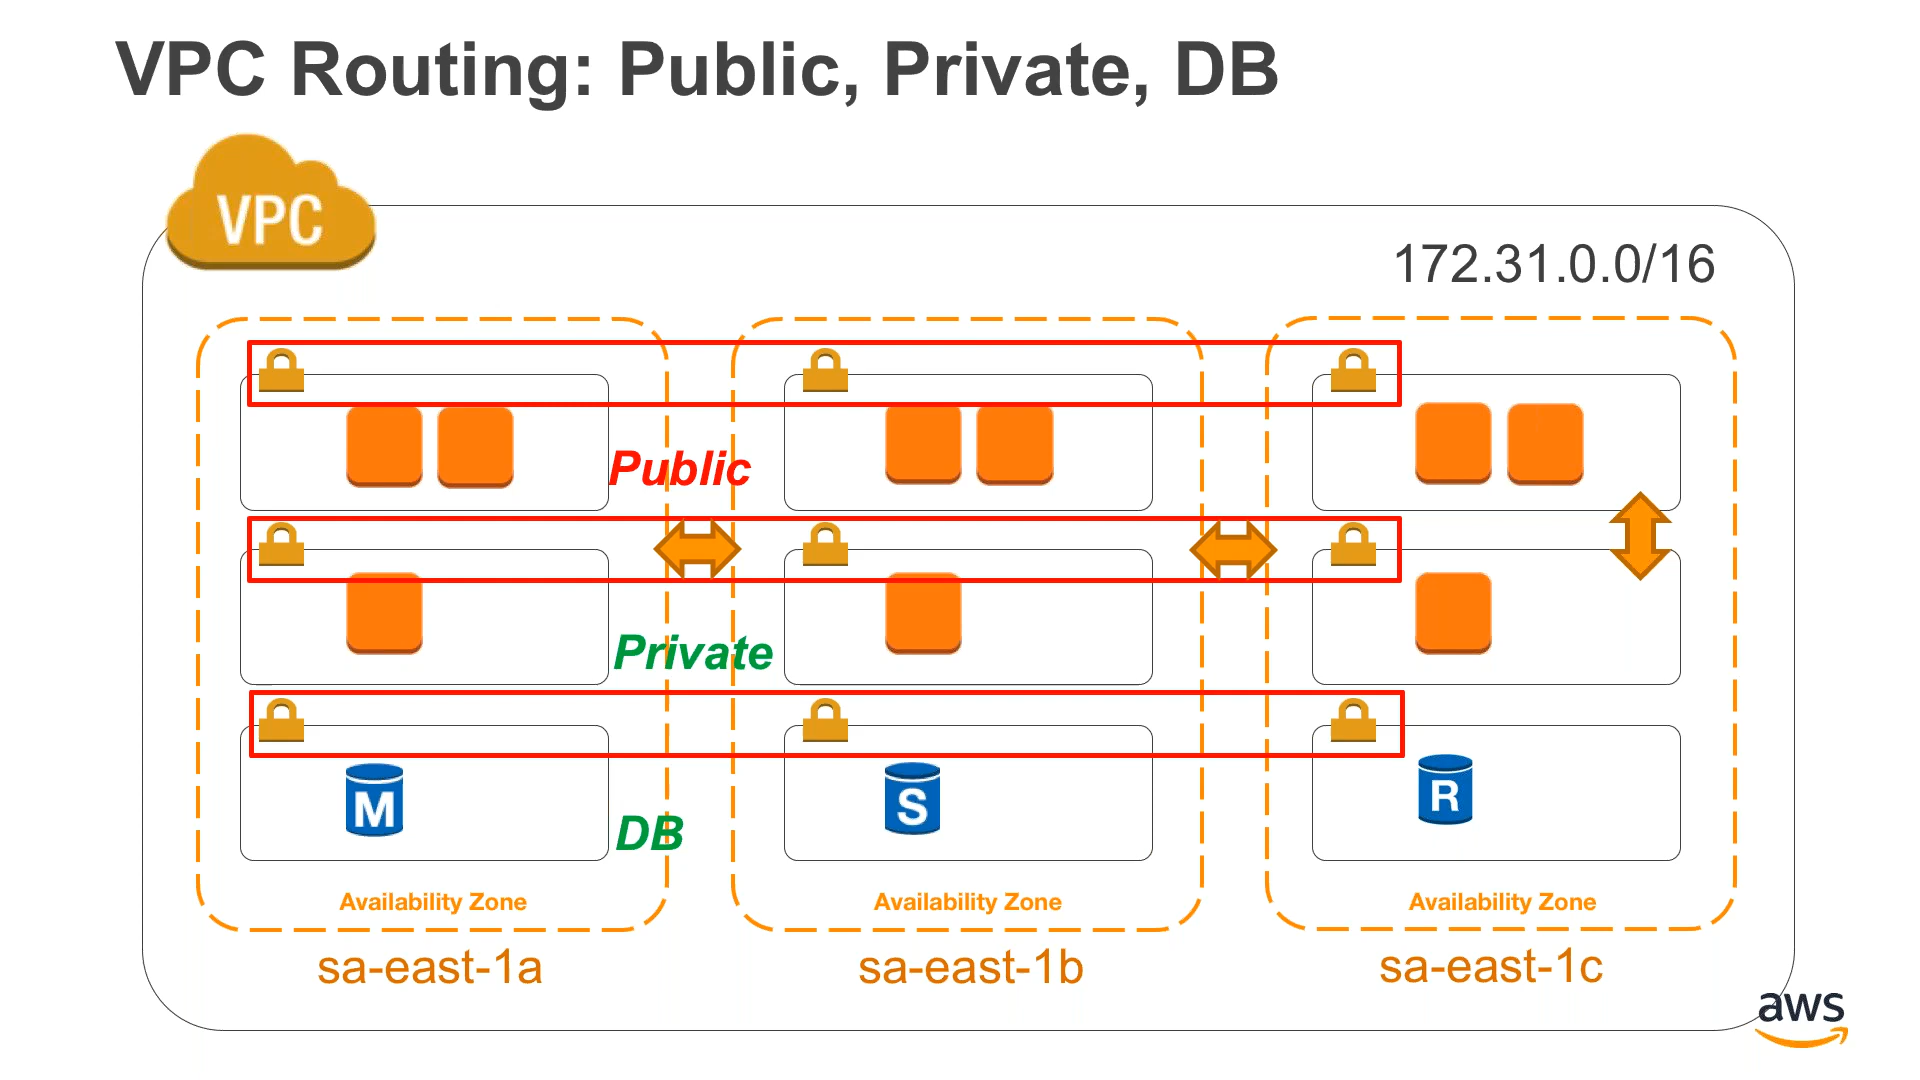 VPC Routing: Public, Private, DB
VPC
172.31.0.0/16
Public
Private
M
S
R
DB
Availability Zone
Availability Zone
Availability Zone
sa-east-1a
sa-east-1b
sa-east-1c
aws